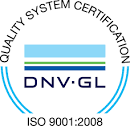 QUALITY SYSTEM CERTIFICATION
DNV·GL
ISO 9001:2008